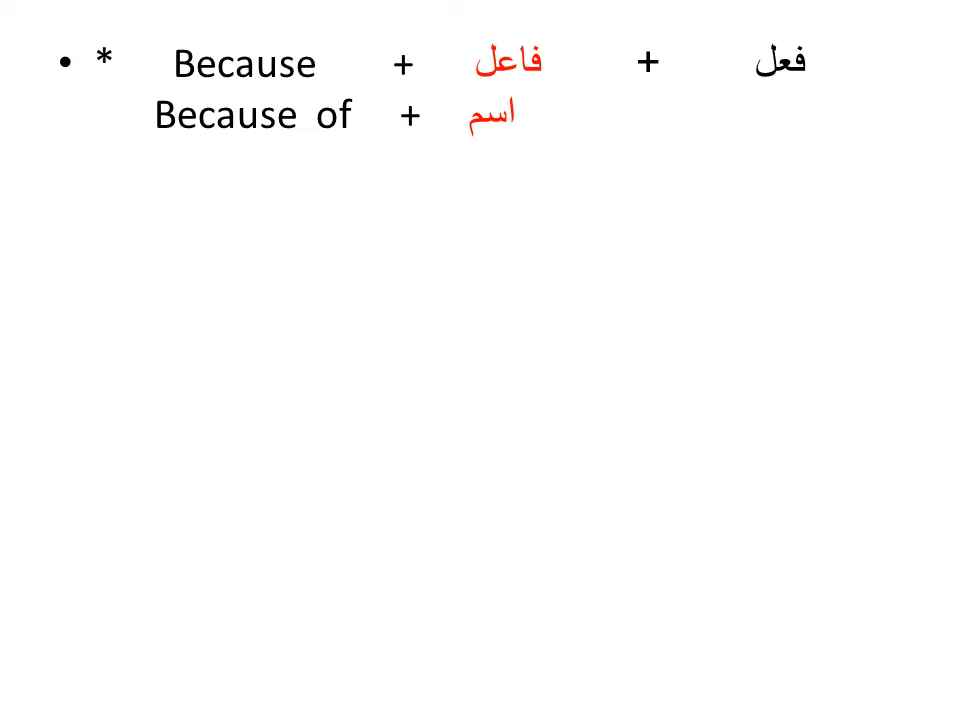 • * Because + فاعل + فعل
Because of + اسم